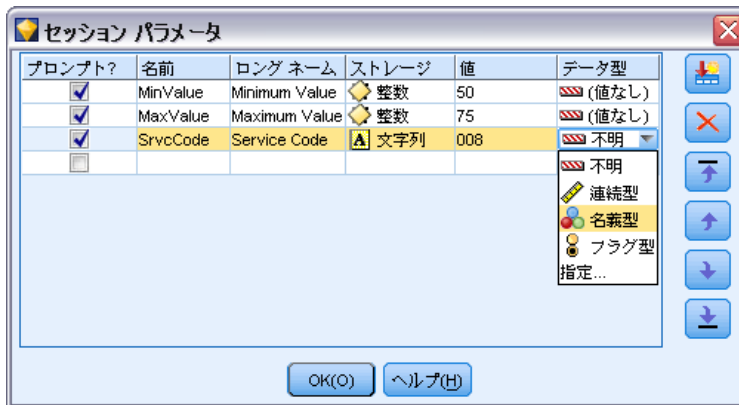 セッション パラメータ
プロンプト? 名前 ロング ネーム ストレージ 値 データ型
MinValue Minimum Value 整数 50 (値なし)
MaxValue Maximum Value 整数 75 (値なし)
SrvcCode Service Code A 文字列 008 不明
不明
連続型
名義型
フラグ型
指定...
OK(O) ヘルプ(H)